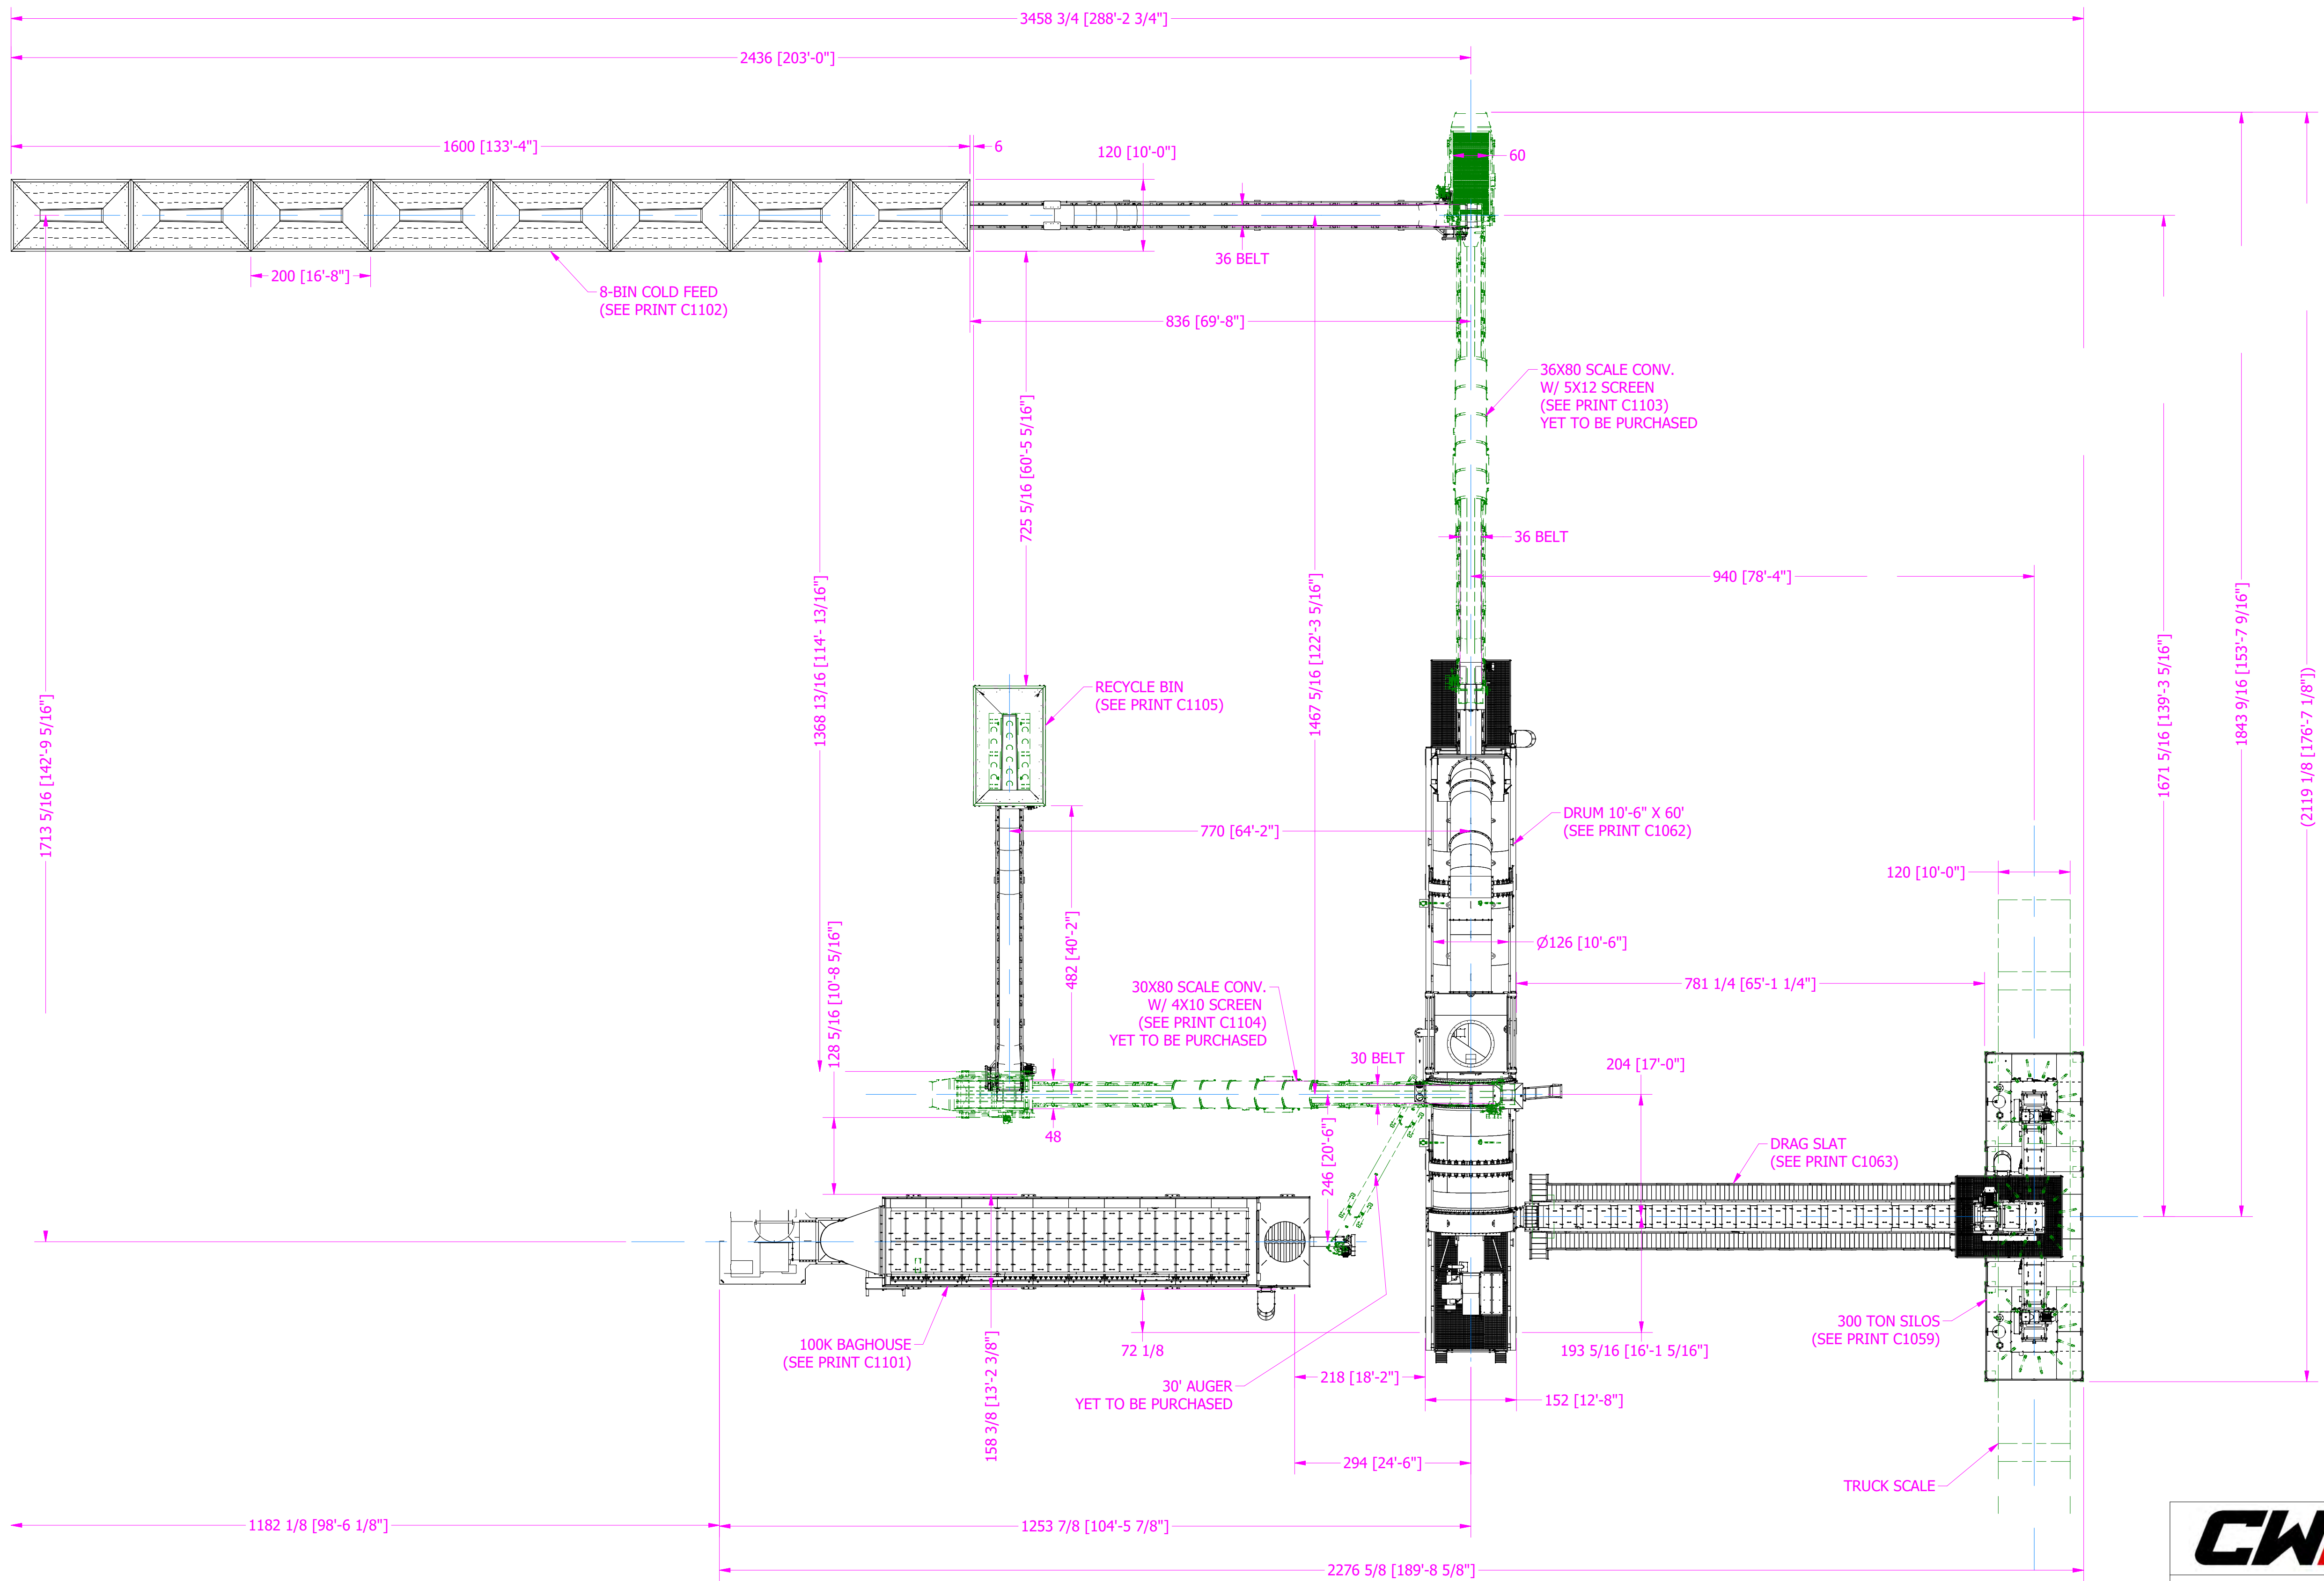 3458 3/4 [288'-2 3/4"]
2436 [203'-0"]
1600 [133'-4"]
6
120 [10'-0"]
60
36 BELT
200 [16'-8"]
8-BIN COLD FEED
(SEE PRINT C1102)
836 [69'-8"]
36X80 SCALE CONV.
W/ 5X12 SCREEN
(SEE PRINT C1103)
YET TO BE PURCHASED
725 5/16 [60'-5 5/16"]
36 BELT
940 [78'-4"]
1368 13/16 [114'- 13/16"]
1467 5/16 [122'-3 5/16"]
1713 5/16 [142'-9 5/16"]
1671 5/16 [139'-3 5/16"]
1843 9/16 [153'-7 9/16"]
(2119 1/8 [176'-7 1/8"])
RECYCLE BIN
(SEE PRINT C1105)
770 [64'-2"]
DRUM 10'-6" X 60'
(SEE PRINT C1062)
120 [10'-0"]
482 [40'-2"]
Ø126 [10'-6"]
128 5/16 [10'-8 5/16"]
30X80 SCALE CONV.
W/ 4X10 SCREEN
(SEE PRINT C1104)
YET TO BE PURCHASED
781 1/4 [65'-1 1/4"]
30 BELT
204 [17'-0"]
48
246 [20'-6"]
DRAG SLAT
(SEE PRINT C1063)
100K BAGHOUSE
(SEE PRINT C1101)
158 3/8 [13'-2 3/8"]
72 1/8
193 5/16 [16'-1 5/16"]
300 TON SILOS
(SEE PRINT C1059)
218 [18'-2"]
30' AUGER
YET TO BE PURCHASED
152 [12'-8"]
294 [24'-6"]
TRUCK SCALE
1182 1/8 [98'-6 1/8"]
1253 7/8 [104'-5 7/8"]
2276 5/8 [189'-8 5/8"]